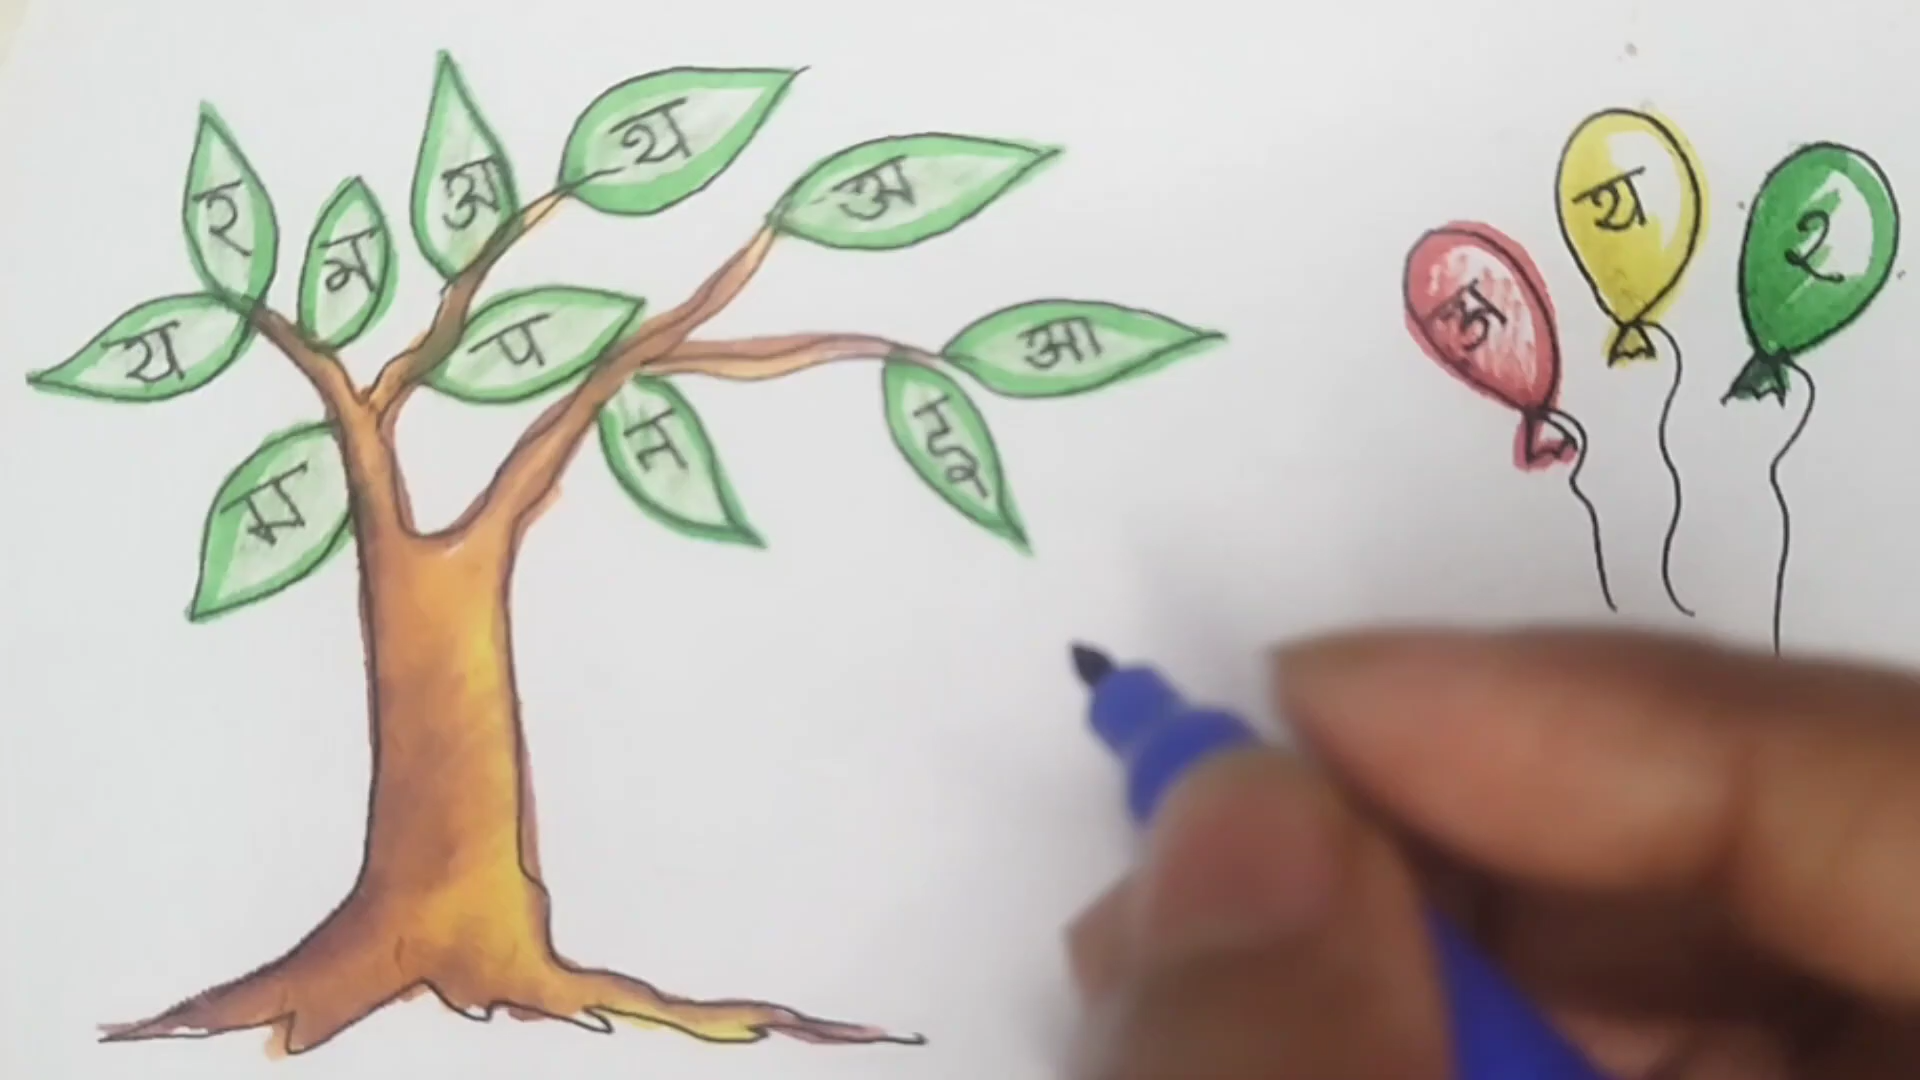 र
म
अ
थ
अ
य
प
आ
म
अ
थ
२